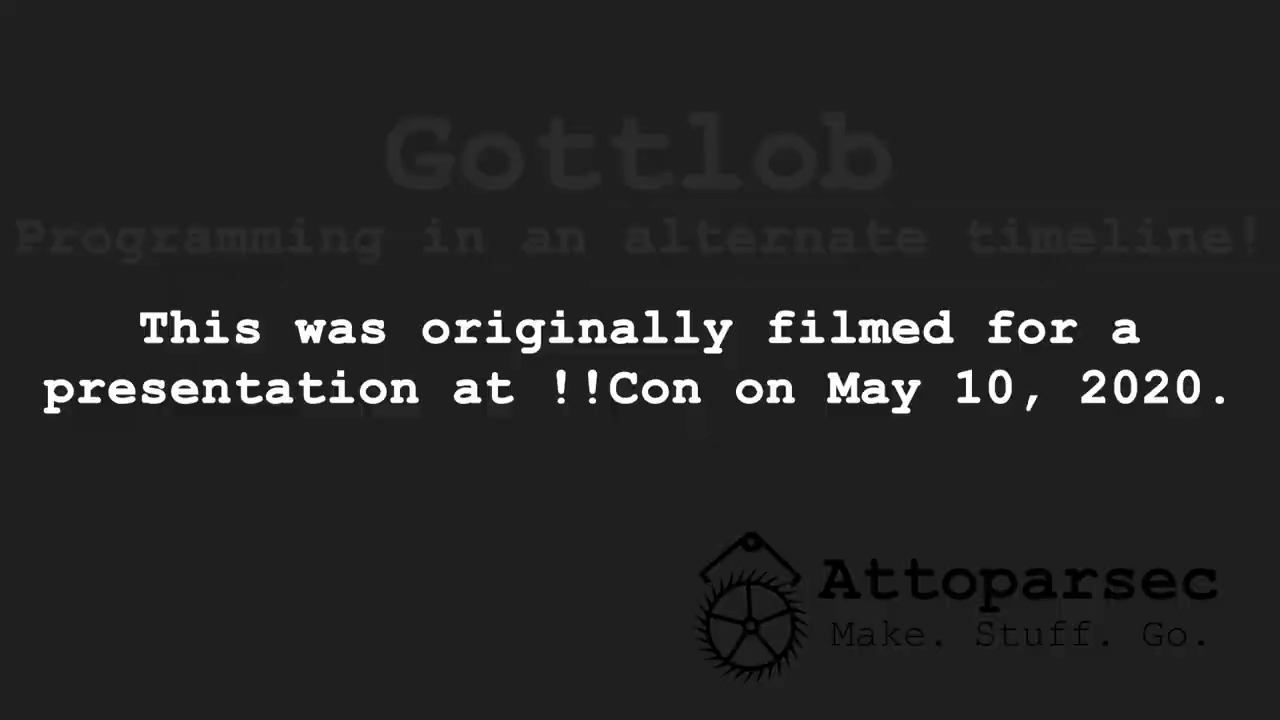 Gottlob
Programming in an alternate timeline!
This was originally filmed for a
presentation at !!Con on May 10, 2020.
Attoparsec
Make. Stuff. Go.